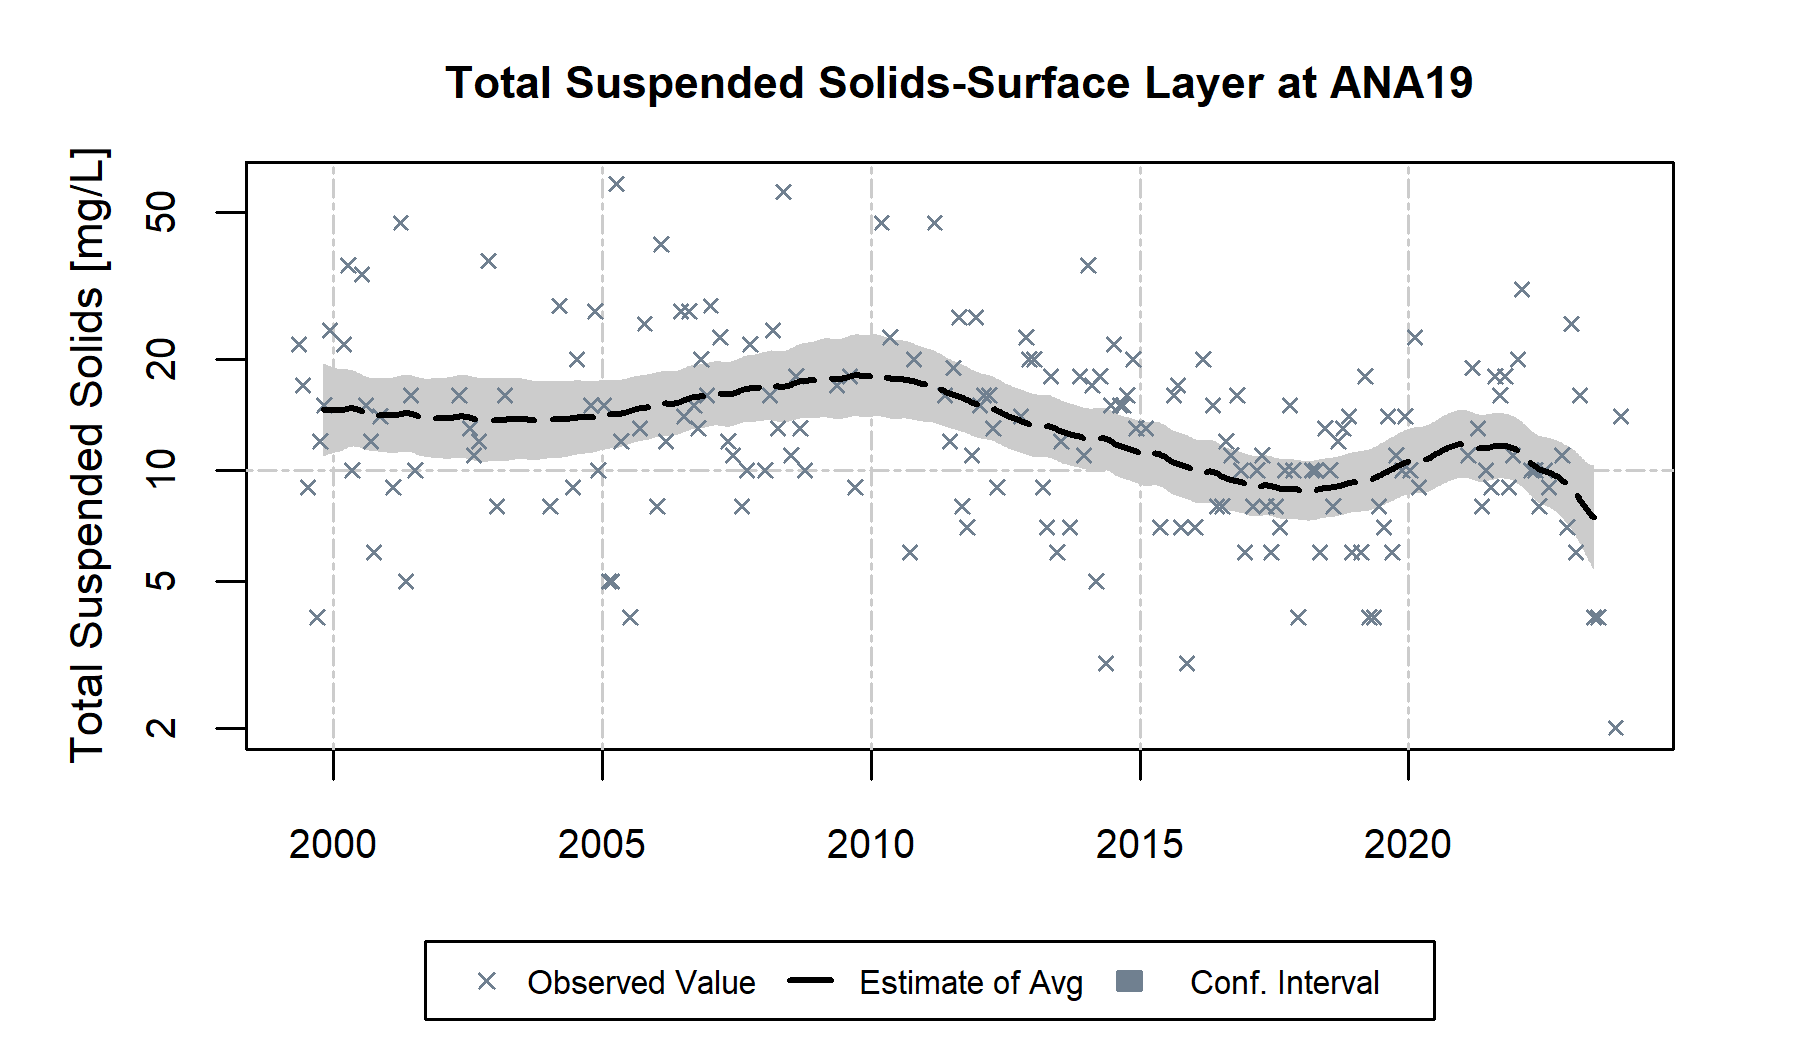 Total Suspended Solids-Surface Layer at ANA19
Total Suspended Solids [mg/L]
50
20
10
5
2
2000 2005 2010 2015 2020
Observed Value Estimate of Avg Conf. Interval